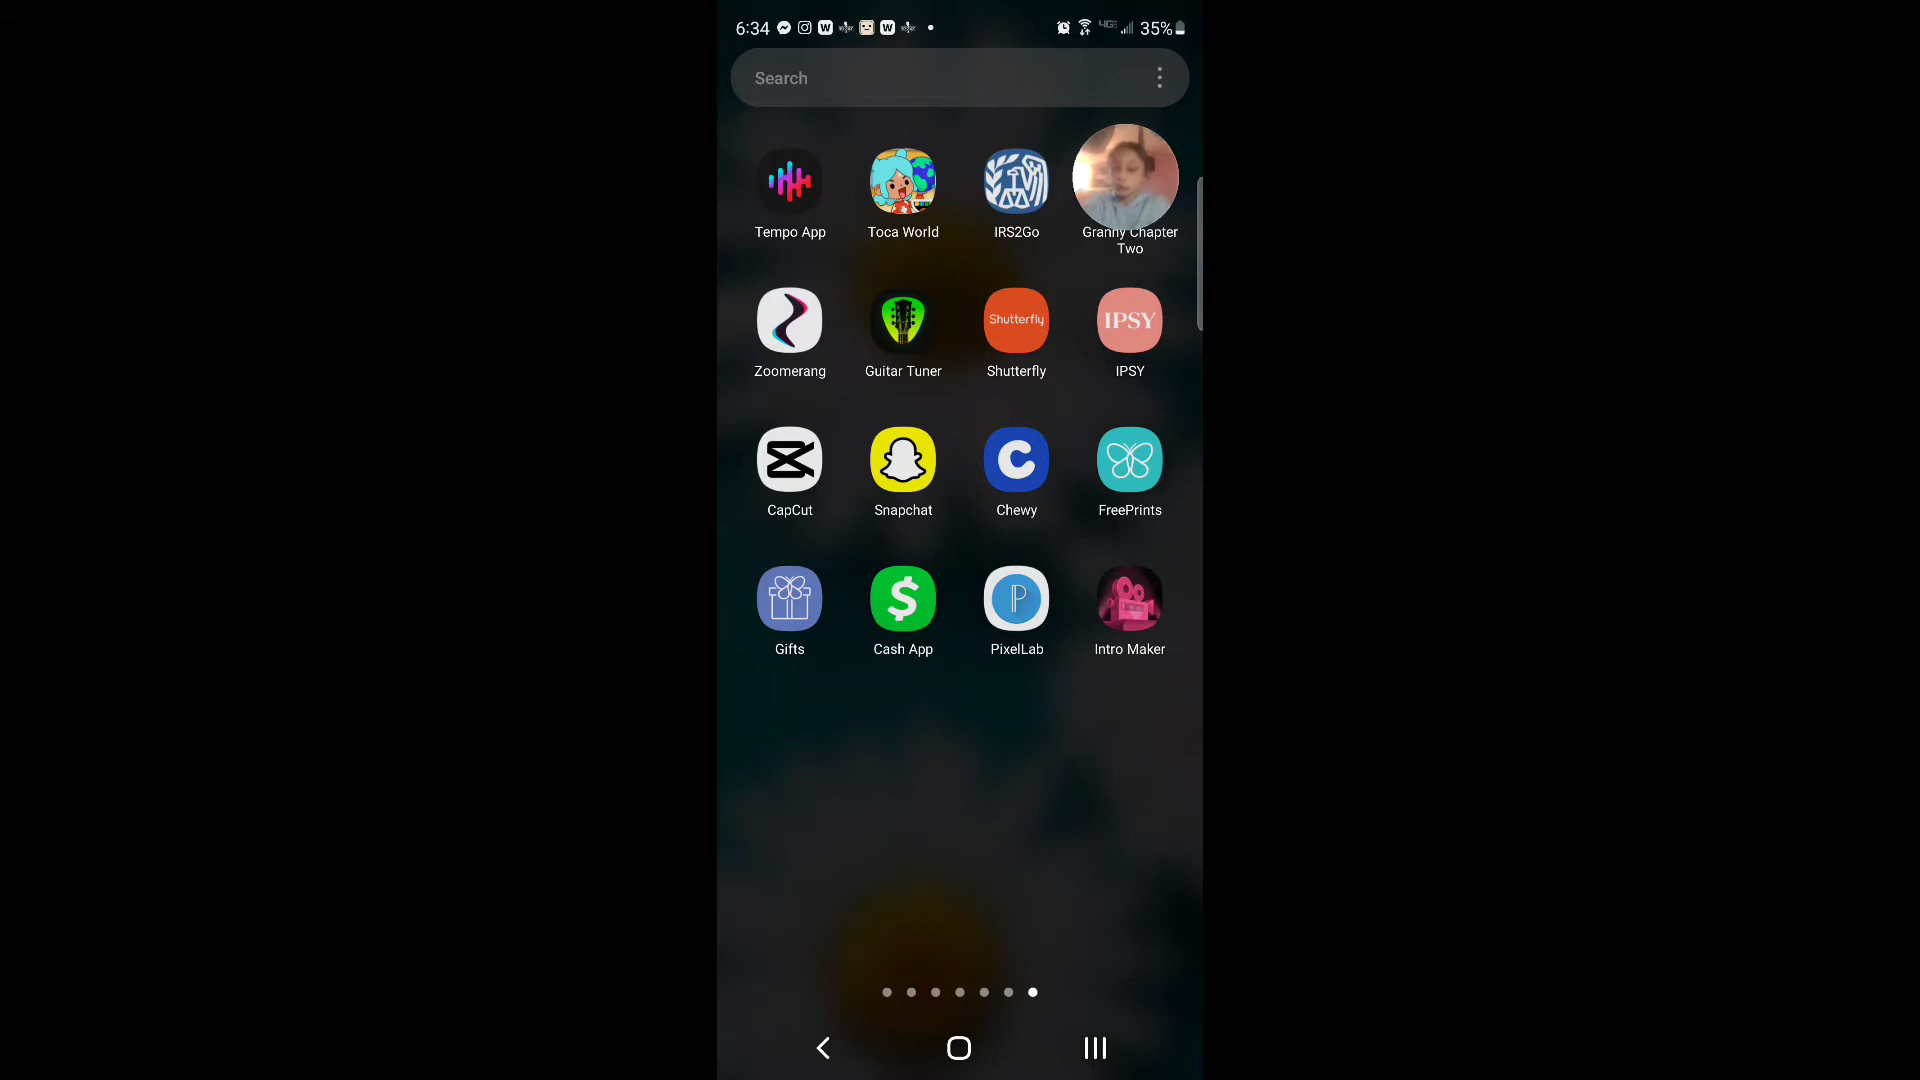 6:34 W W 4GE 35%
Search
Tempo App Toca World IRS2Go Granny Chapter
Two
Shutterfly IPSY
Zoomerang Guitar Tuner Shutterfly IPSY
CapCut Snapchat Chewy FreePrints
Gifts Cash App PixelLab Intro Maker